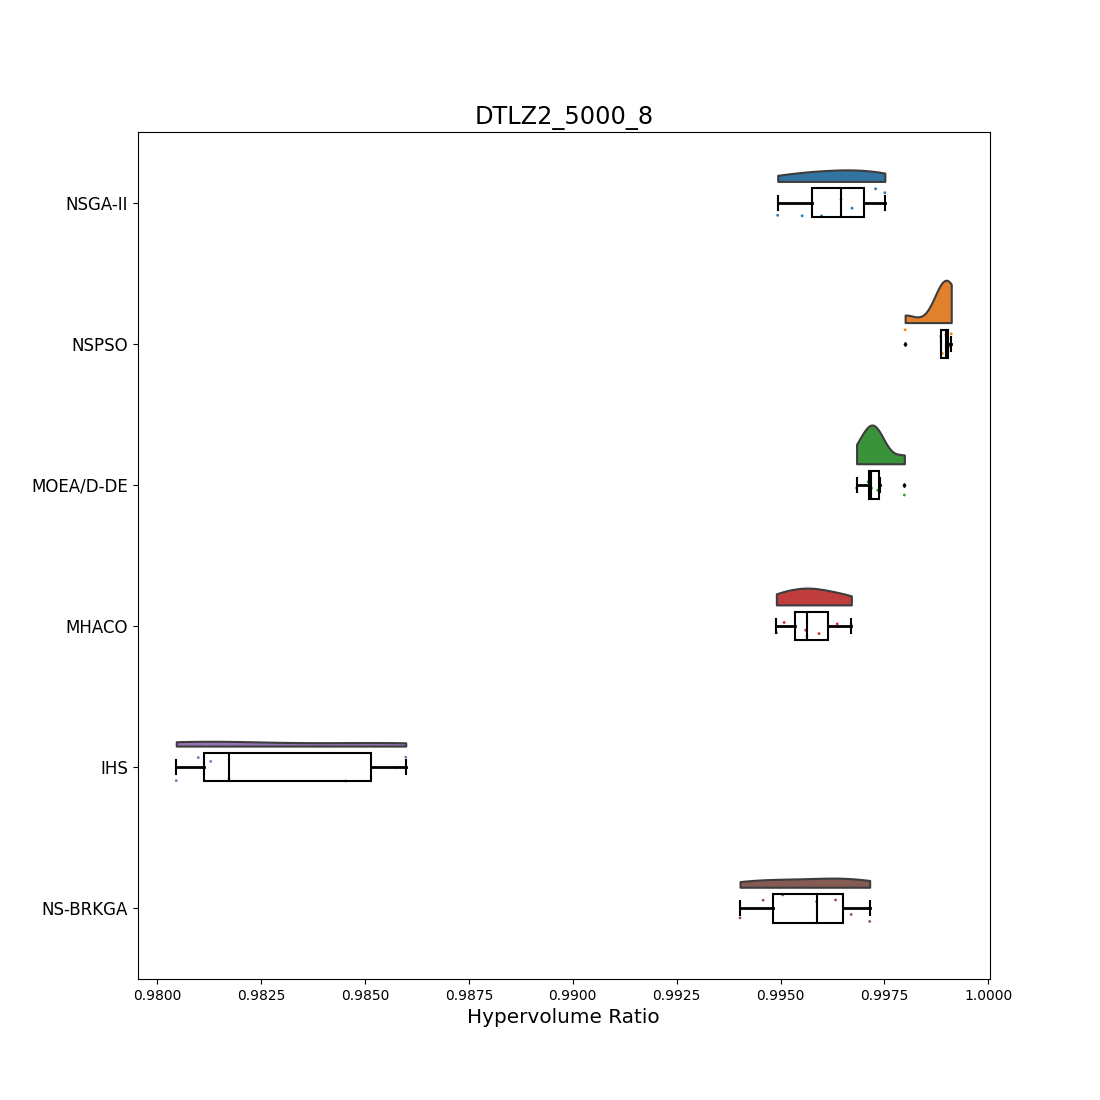 DTLZ2_5000_8
NSGA-II
NSPSO
MOEA/D-DE
MHACO
IHS
NS-BRKGA
0.9800 0.9825 0.9850 0.9875 0.9900 0.9925 0.9950 0.9975 1.0000
Hypervolume Ratio